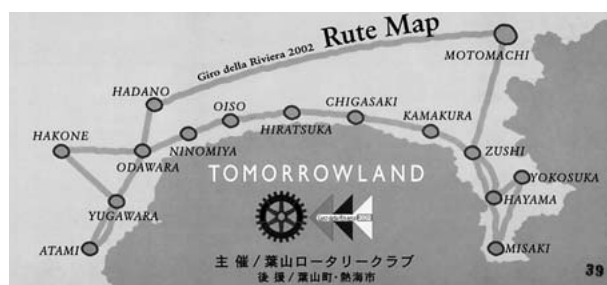 Giro della Riviera 2002 Rute Map
MOTOMACHI
HADANO
OISO
CHIGASAKI
HIRATSUKA
KAMAKURA
HAKONE
NINOMIYA
ODAWARA
ZUSHI
TOMORROWLAND
YOKOSUKA
HAYAMA
YUGAWARA
ATAMI
MISAKI
主 催/葉山ロータリークラブ
後 援/葉山町・熱海市
39